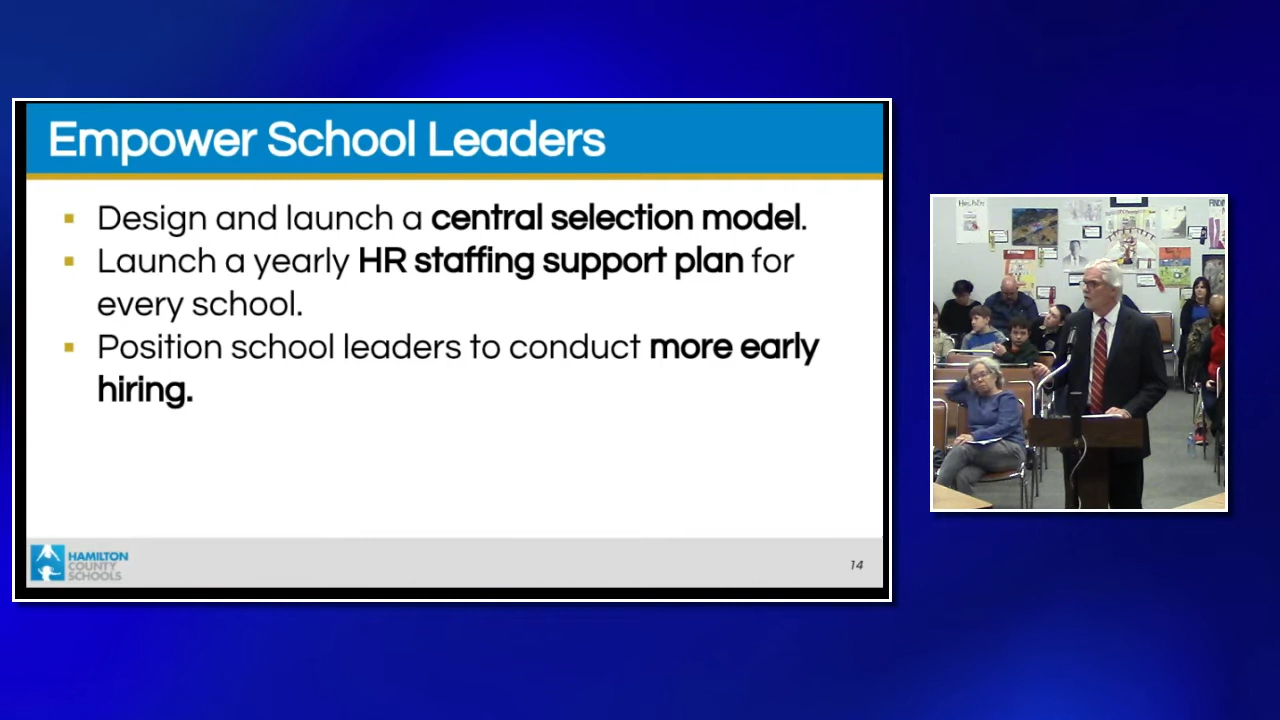 Empower School Leaders
Design and launch a central selection model.
Launch a yearly HR staffing support plan for
every school.
Position school leaders to conduct more early
hiring.
HAMILTON
COUNTY
SCHOOLS
14